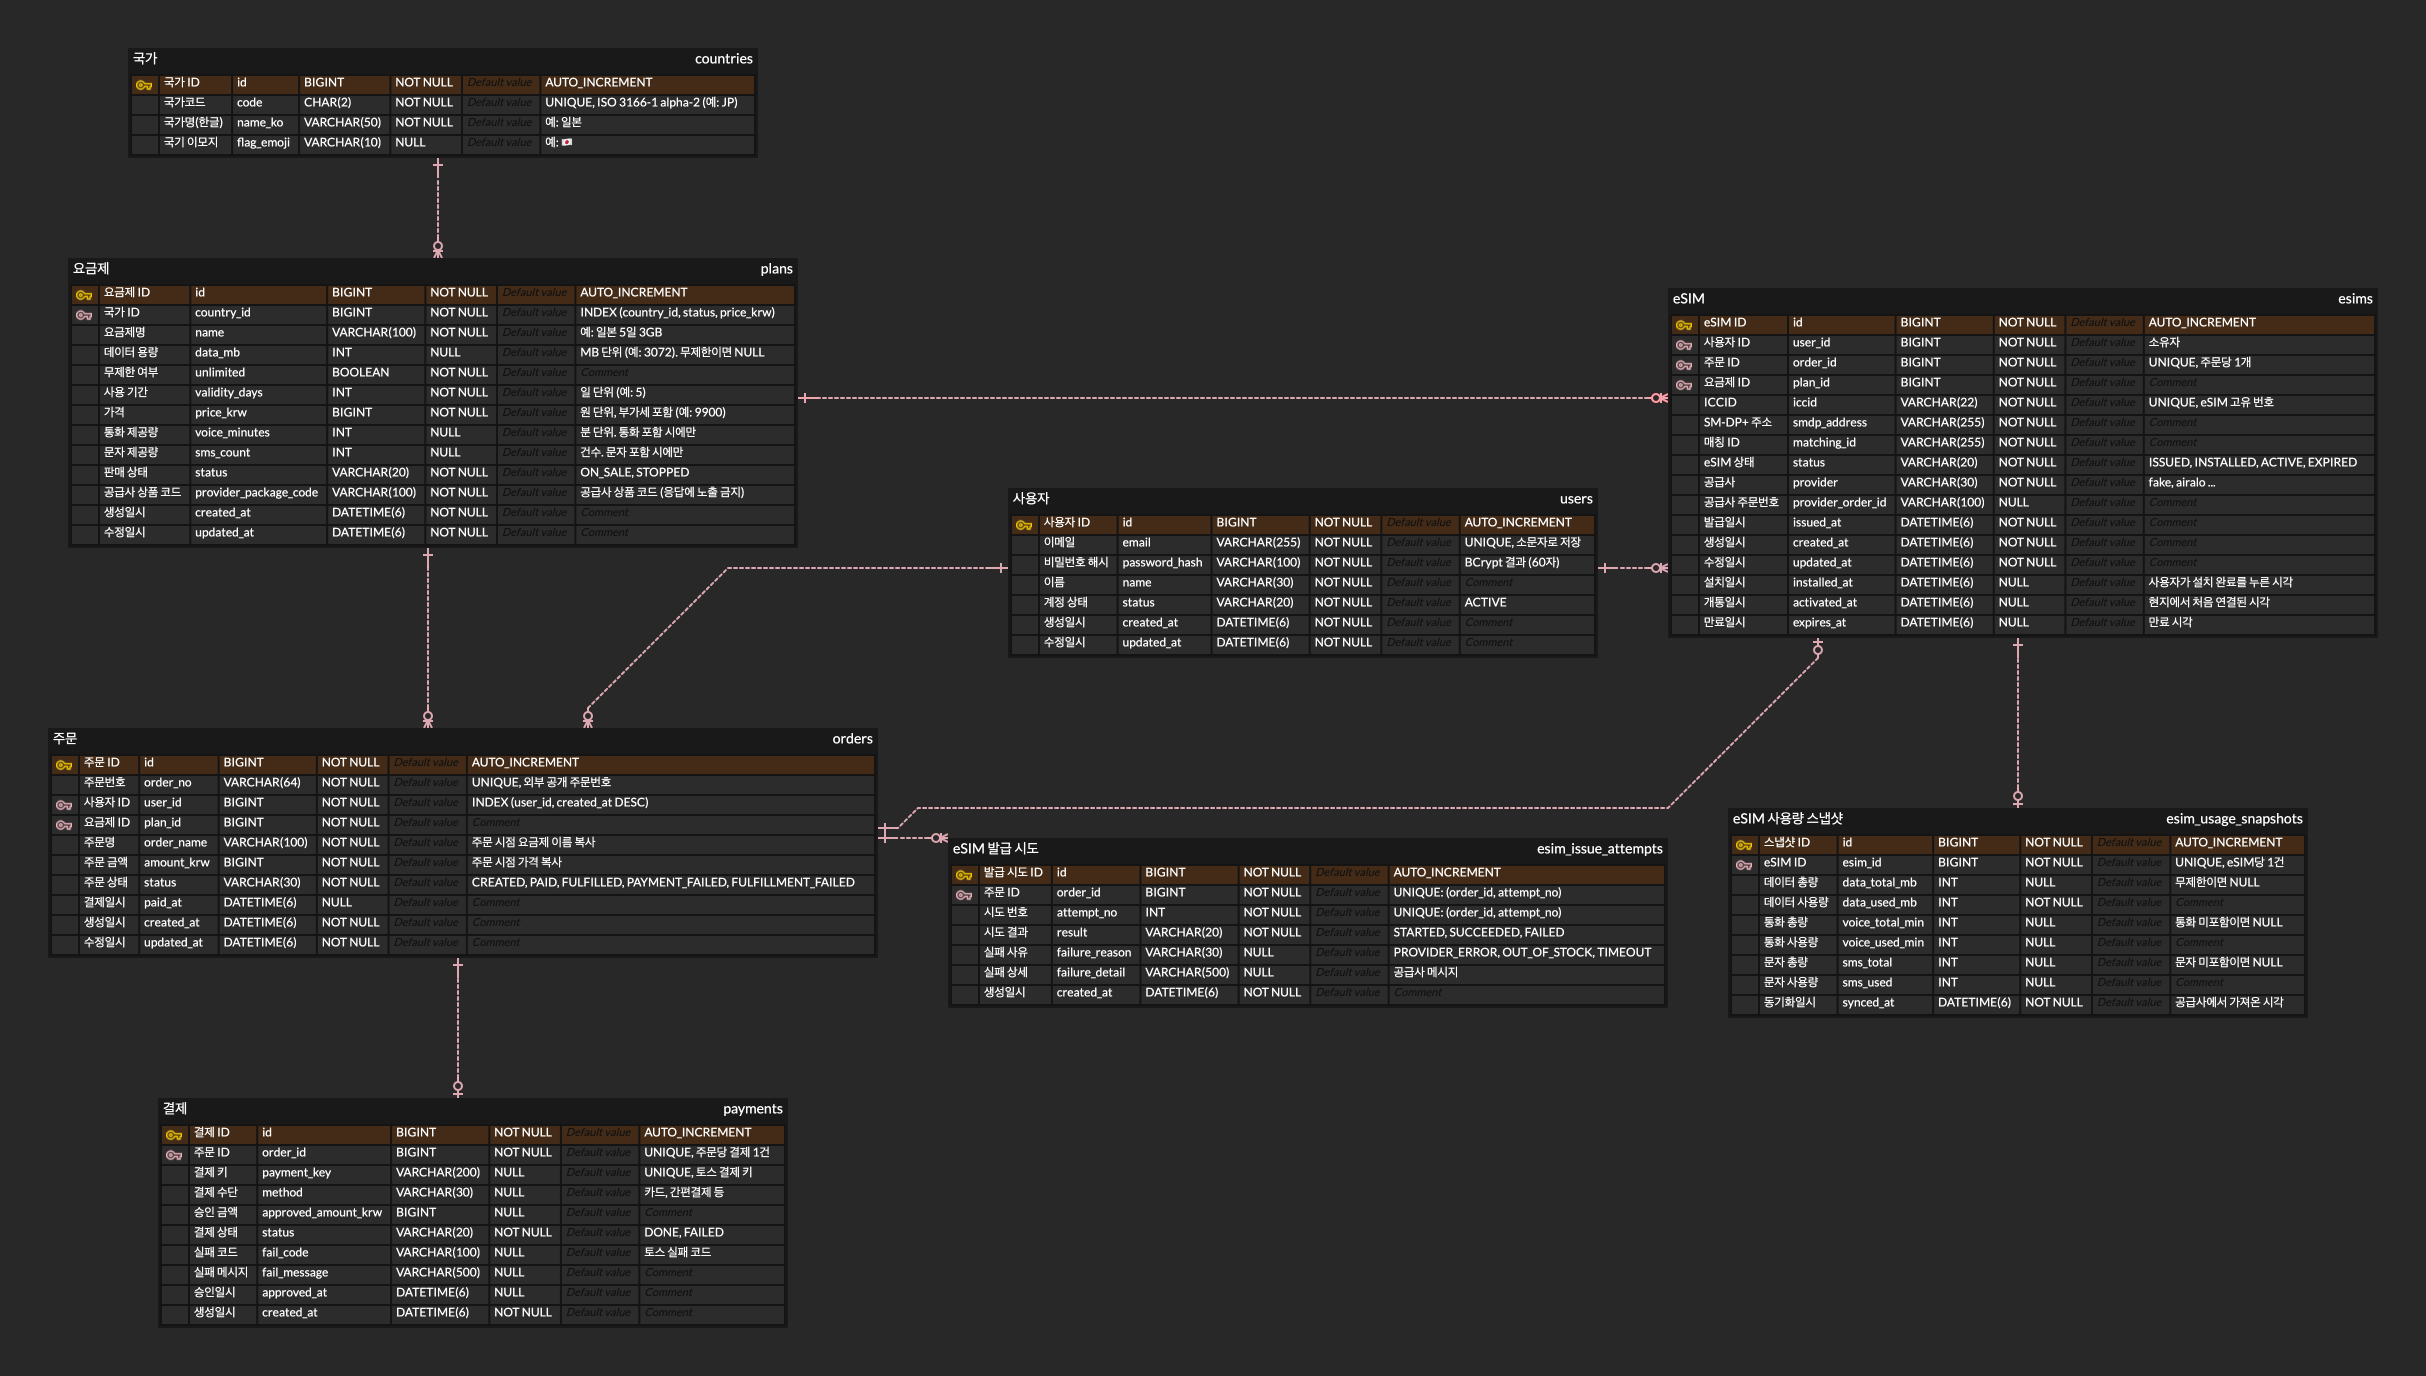 국가 countries
국가 ID id BIGINT NOT NULL Default value AUTO_INCREMENT
국가코드 code CHAR(2) NOT NULL Default value UNIQUE, ISO 3166-1 alpha-2 (예: JP)
국가명(한글) name_ko VARCHAR(50) NOT NULL Default value 예: 일본
국기 이모지 flag_emoji VARCHAR(10) NULL Default value 예: 🇯🇵
요금제 plans
요금제 ID id BIGINT NOT NULL Default value AUTO_INCREMENT
국가 ID country_id BIGINT NOT NULL Default value INDEX (country_id, status, price_krw)
요금제명 name VARCHAR(100) NOT NULL Default value 예: 일본 5일 3GB
데이터 용량 data_mb INT NULL Default value MB 단위 (예: 3072). 무제한이면 NULL
무제한 여부 unlimited BOOLEAN NOT NULL Default value Comment
사용 기간 validity_days INT NOT NULL Default value 일 단위 (예: 5)
가격 price_krw BIGINT NOT NULL Default value 원 단위, 부가세 포함 (예: 9900)
통화 제공량 voice_minutes INT NULL Default value 분 단위. 통화 포함 시에만
문자 제공량 sms_count INT NULL Default value 건수. 문자 포함 시에만
판매 상태 status VARCHAR(20) NOT NULL Default value ON_SALE, STOPPED
공급사 상품 코드 provider_package_code VARCHAR(100) NOT NULL Default value 공급사 상품 코드 (응답에 노출 금지)
생성일시 created_at DATETIME(6) NOT NULL Default value Comment
수정일시 updated_at DATETIME(6) NOT NULL Default value Comment
eSIM esims
eSIM ID id BIGINT NOT NULL Default value AUTO_INCREMENT
사용자 ID user_id BIGINT NOT NULL Default value 소유자
주문 ID order_id BIGINT NOT NULL Default value UNIQUE, 주문당 1개
요금제 ID plan_id BIGINT NOT NULL Default value Comment
ICCID iccid VARCHAR(22) NOT NULL Default value UNIQUE, eSIM 고유 번호
SM-DP+ 주소 smdp_address VARCHAR(255) NOT NULL Default value Comment
매칭 ID matching_id VARCHAR(255) NOT NULL Default value Comment
eSIM 상태 status VARCHAR(20) NOT NULL Default value ISSUED, INSTALLED, ACTIVE, EXPIRED
공급사 provider VARCHAR(30) NOT NULL Default value fake, airalo ...
공급사 주문번호 provider_order_id VARCHAR(100) NULL Default value Comment
발급일시 issued_at DATETIME(6) NOT NULL Default value Comment
생성일시 created_at DATETIME(6) NOT NULL Default value Comment
수정일시 updated_at DATETIME(6) NOT NULL Default value Comment
설치일시 installed_at DATETIME(6) NULL Default value 사용자가 설치 완료를 누른 시각
개통일시 activated_at DATETIME(6) NULL Default value 현지에서 처음 연결된 시각
만료일시 expires_at DATETIME(6) NULL Default value 만료 시각
사용자 users
사용자 ID id BIGINT NOT NULL Default value AUTO_INCREMENT
이메일 email VARCHAR(255) NOT NULL Default value UNIQUE, 소문자로 저장
비밀번호 해시 password_hash VARCHAR(100) NOT NULL Default value BCrypt 결과 (60자)
이름 name VARCHAR(30) NOT NULL Default value Comment
계정 상태 status VARCHAR(20) NOT NULL Default value ACTIVE
생성일시 created_at DATETIME(6) NOT NULL Default value Comment
수정일시 updated_at DATETIME(6) NOT NULL Default value Comment
주문 orders
주문 ID id BIGINT NOT NULL Default value AUTO_INCREMENT
주문번호 order_no VARCHAR(64) NOT NULL Default value UNIQUE, 외부 공개 주문번호
사용자 ID user_id BIGINT NOT NULL Default value INDEX (user_id, created_at DESC)
요금제 ID plan_id BIGINT NOT NULL Default value Comment
주문명 order_name VARCHAR(100) NOT NULL Default value 주문 시점 요금제 이름 복사
주문 금액 amount_krw BIGINT NOT NULL Default value 주문 시점 가격 복사
주문 상태 status VARCHAR(30) NOT NULL Default value CREATED, PAID, FULFILLED, PAYMENT_FAILED, FULFILLMENT_FAILED
결제일시 paid_at DATETIME(6) NULL Default value Comment
생성일시 created_at DATETIME(6) NOT NULL Default value Comment
수정일시 updated_at DATETIME(6) NOT NULL Default value Comment
eSIM 발급 시도 esim_issue_attempts
발급 시도 ID id BIGINT NOT NULL Default value AUTO_INCREMENT
주문 ID order_id BIGINT NOT NULL Default value UNIQUE: (order_id, attempt_no)
시도 번호 attempt_no INT NOT NULL Default value UNIQUE: (order_id, attempt_no)
시도 결과 result VARCHAR(20) NOT NULL Default value STARTED, SUCCEEDED, FAILED
실패 사유 failure_reason VARCHAR(30) NULL Default value PROVIDER_ERROR, OUT_OF_STOCK, TIMEOUT
실패 상세 failure_detail VARCHAR(500) NULL Default value 공급사 메시지
생성일시 created_at DATETIME(6) NOT NULL Default value Comment
eSIM 사용량 스냅샷 esim_usage_snapshots
스냅샷 ID id BIGINT NOT NULL Default value AUTO_INCREMENT
eSIM ID esim_id BIGINT NOT NULL Default value UNIQUE, eSIM당 1건
데이터 총량 data_total_mb INT NULL Default value 무제한이면 NULL
데이터 사용량 data_used_mb INT NOT NULL Default value Comment
통화 총량 voice_total_min INT NULL Default value 통화 미포함이면 NULL
통화 사용량 voice_used_min INT NULL Default value Comment
문자 총량 sms_total INT NULL Default value 문자 미포함이면 NULL
문자 사용량 sms_used INT NULL Default value Comment
동기화일시 synced_at DATETIME(6) NOT NULL Default value 공급사에서 가져온 시각
결제 payments
결제 ID id BIGINT NOT NULL Default value AUTO_INCREMENT
주문 ID order_id BIGINT NOT NULL Default value UNIQUE, 주문당 결제 1건
결제 키 payment_key VARCHAR(200) NULL Default value UNIQUE, 토스 결제 키
결제 수단 method VARCHAR(30) NULL Default value 카드, 간편결제 등
승인 금액 approved_amount_krw BIGINT NULL Default value Comment
결제 상태 status VARCHAR(20) NOT NULL Default value DONE, FAILED
실패 코드 fail_code VARCHAR(100) NULL Default value 토스 실패 코드
실패 메시지 fail_message VARCHAR(500) NULL Default value Comment
승인일시 approved_at DATETIME(6) NULL Default value Comment
생성일시 created_at DATETIME(6) NOT NULL Default value Comment